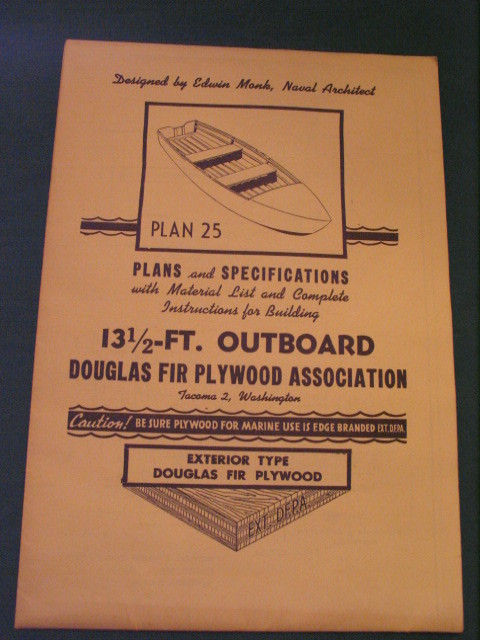 Designed by Edwin Monk, Naval Architect
PLAN 25
PLANS and SPECIFICATIONS
with Material List and Complete
Instructions for Building
13 1/2-FT. OUTBOARD
DOUGLAS FIR PLYWOOD ASSOCIATION
Tacoma 2, Washington
Caution! BE SURE PLYWOOD FOR MARINE USE IS EDGE BRANDED EXT. DFPA
EXTERIOR TYPE
DOUGLAS FIR PLYWOOD
EXT. DFPA